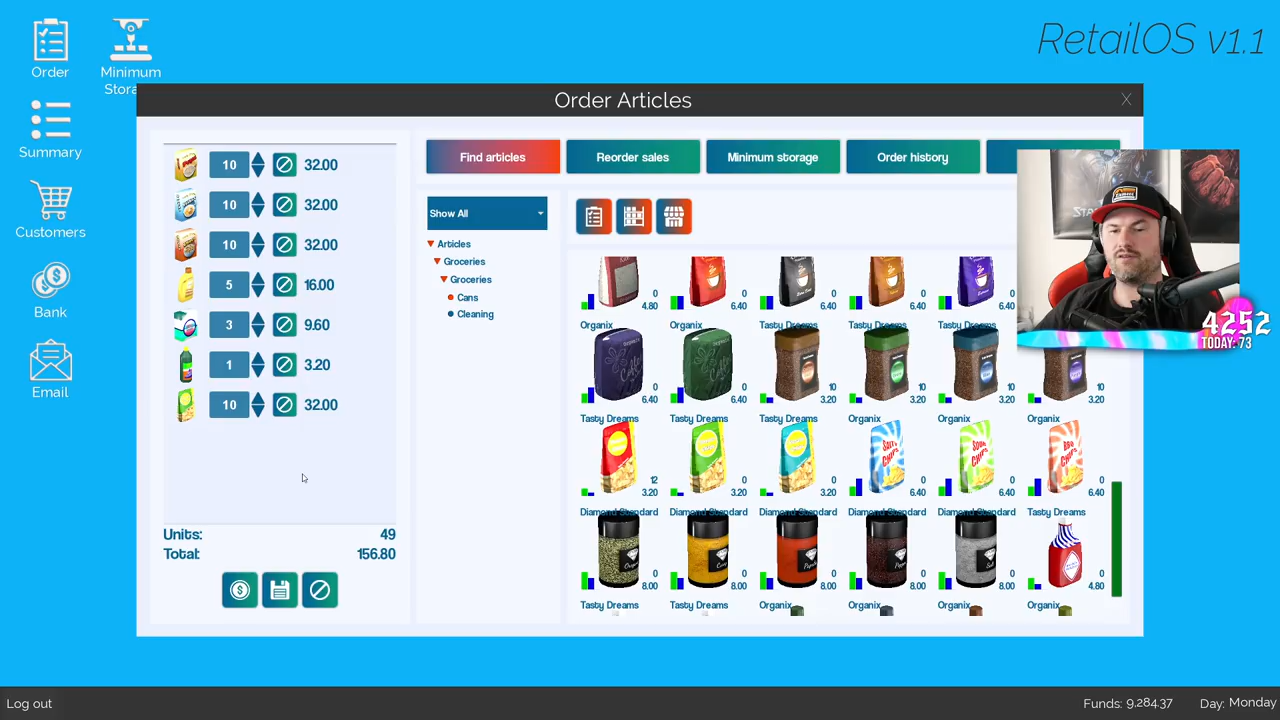 RetailOS v1.1
Order
Minimum
Stora
Summary
Customers
Bank
Email
Order Articles
X
10 32.00
10 32.00
10 32.00
5 16.00
3 9.60
1 3.20
10 32.00
Units: 49
Total: 156.80
Find articles
Reorder sales
Minimum storage
Order history
Show All
Articles
Groceries
Groceries
Cans
Cleaning
0 0 0 0 0
4.80 6.40 6.40 6.40 6.40
Organix Organix Tasty Dreams Tasty Dreams Tasty Dreams
0 0 10 10 10 10
6.40 6.40 3.20 3.20 3.20 3.20
Tasty Dreams Tasty Dreams Tasty Dreams Organix Organix Organix
12 0 0 0 0 0
3.20 3.20 3.20 6.40 6.40 6.40
Diamond Standard Diamond Standard Diamond Standard Diamond Standard Diamond Standard Tasty Dreams
0 0 0 0 0 0
8.00 8.00 8.00 8.00 8.00 4.80
Tasty Dreams Tasty Dreams Organix Organix Organix Organix
4252
TODAY: 73
Log out
Funds: 9,284.37
Day: Monday